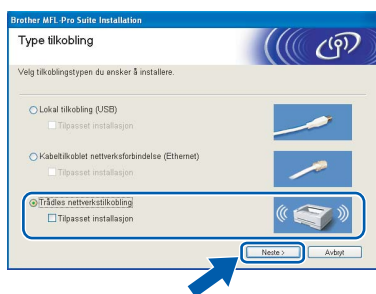 Brother MFL-Pro Suite Installation
Type tilkobling
Velg tilkoblingstypen du ønsker å installere.
Lokal tilkobling (USB)
Tilpasset installasjon
Kabeltilkoblet nettverksforbindelse (Ethernet)
Tilpasset installasjon
Trådløs nettverkstilkobling
Tilpasset installasjon
Neste >
Avbryt